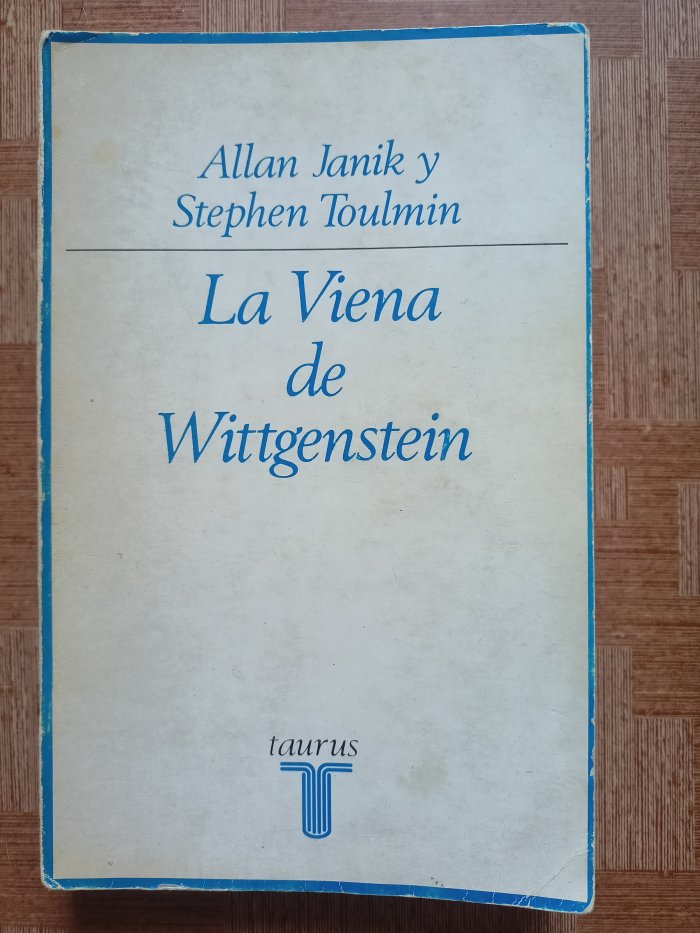 Allan Janik y
Stephen Toulmin
La Viena
de
Wittgenstein
taurus